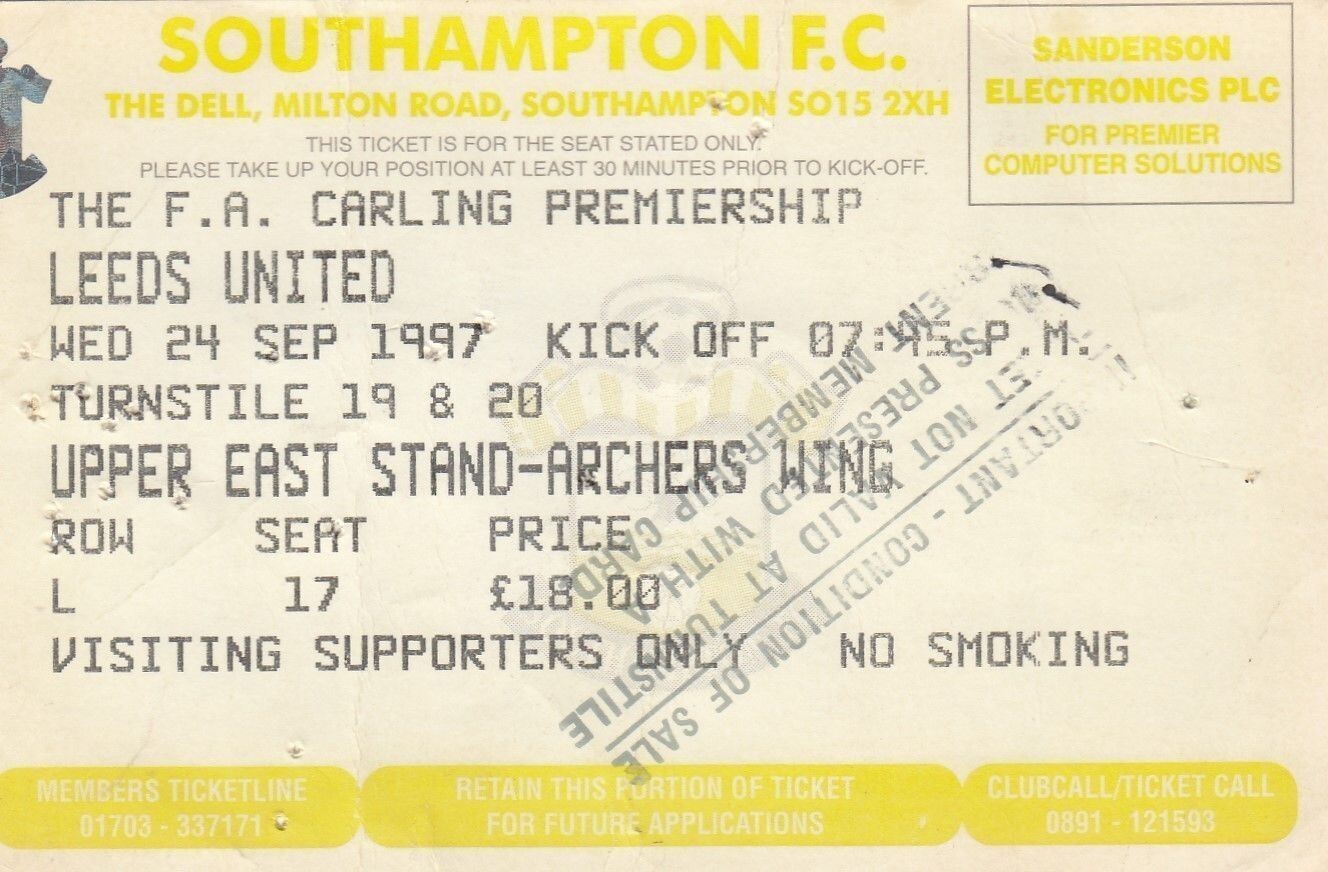 SOUTHAMPTON F.C.
THE DELL, MILTON ROAD, SOUTHAMPTON SO15 2XH
THIS TICKET IS FOR THE SEAT STATED ONLY.
PLEASE TAKE UP YOUR POSITION AT LEAST 30 MINUTES PRIOR TO KICK-OFF.
SANDERSON
ELECTRONICS PLC
FOR PREMIER
COMPUTER SOLUTIONS
THE F.A. CARLING PREMIERSHIP
LEEDS UNITED
WED 24 SEP 1997 KICK OFF 07:45 P.M.
TURNSTILE 19 & 20
UPPER EAST STAND-ARCHERS WING
ROW SEAT PRICE
L 17 £18.00
VISITING SUPPORTERS ONLY NO SMOKING
- CONDITION OF SALE
NOT VALID AT TURNSTILE
PRESENTED WITH A
MEMBERSHIP CARD
MEMBERS TICKETLINE
01703 - 337171
RETAIN THIS PORTION OF TICKET
FOR FUTURE APPLICATIONS
CLUBCALL/TICKET CALL
0891 - 121593